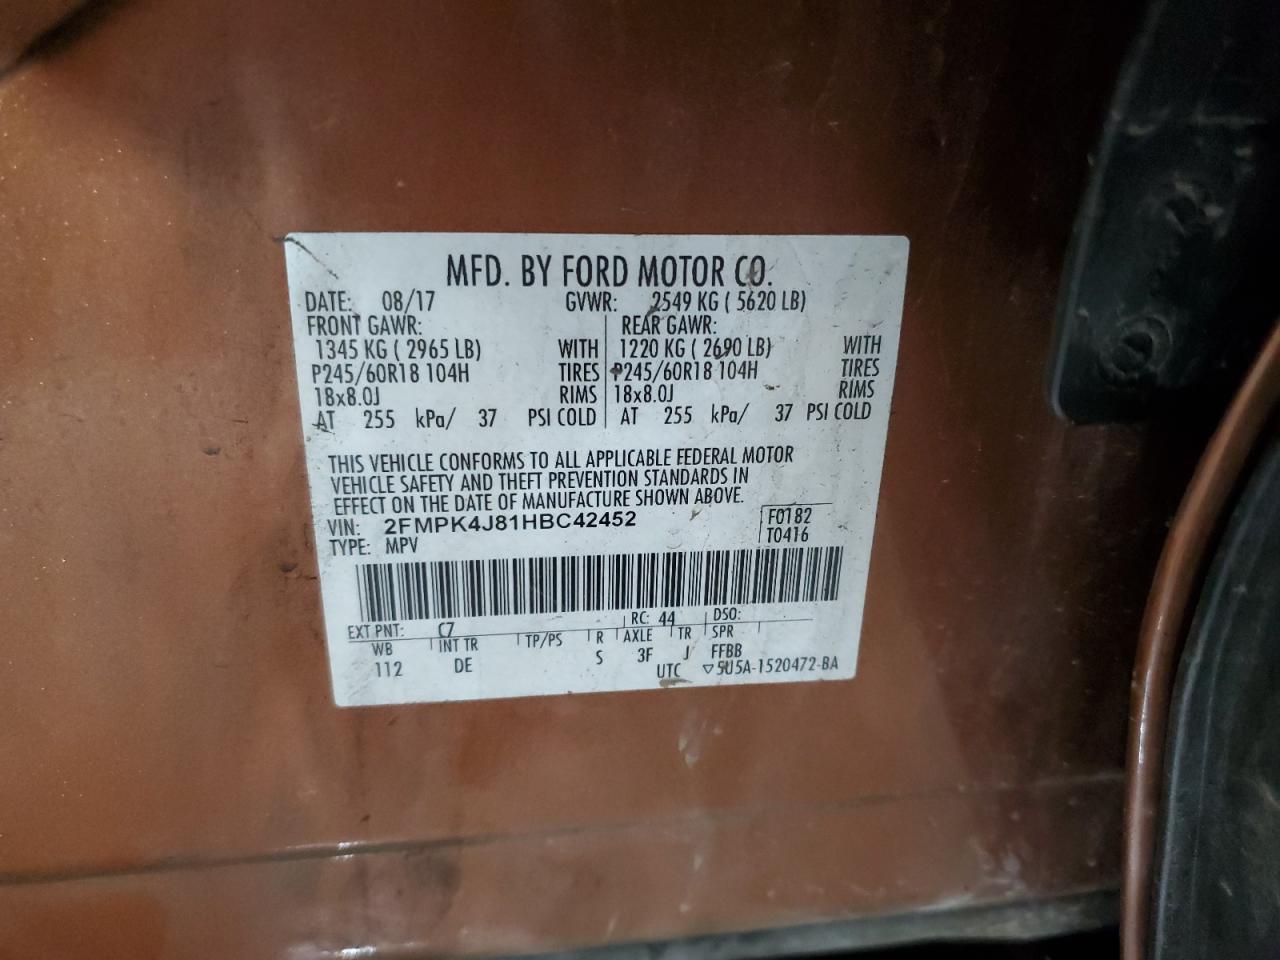 MFD. BY FORD MOTOR CO.
DATE: 08/17 GVWR: 2549 KG ( 5620 LB)
FRONT GAWR: REAR GAWR:
1345 KG ( 2965 LB) WITH 1220 KG ( 2690 LB) WITH
P245/60R18 104H TIRES P245/60R18 104H TIRES
18x8.0J RIMS 18x8.0J RIMS
AT 255 kPa/ 37 PSI COLD AT 255 kPa/ 37 PSI COLD
THIS VEHICLE CONFORMS TO ALL APPLICABLE FEDERAL MOTOR
VEHICLE SAFETY AND THEFT PREVENTION STANDARDS IN
EFFECT ON THE DATE OF MANUFACTURE SHOWN ABOVE.
VIN: 2FMPK4J81HBC42452 F0182
TYPE: MPV T0416
EXT PNT: C7 RC: 44 DSO:
WB INT TR TP/PS R AXLE TR SPR
112 DE S 3F J FFBB
UTC ▽5U5A-1520472-BA